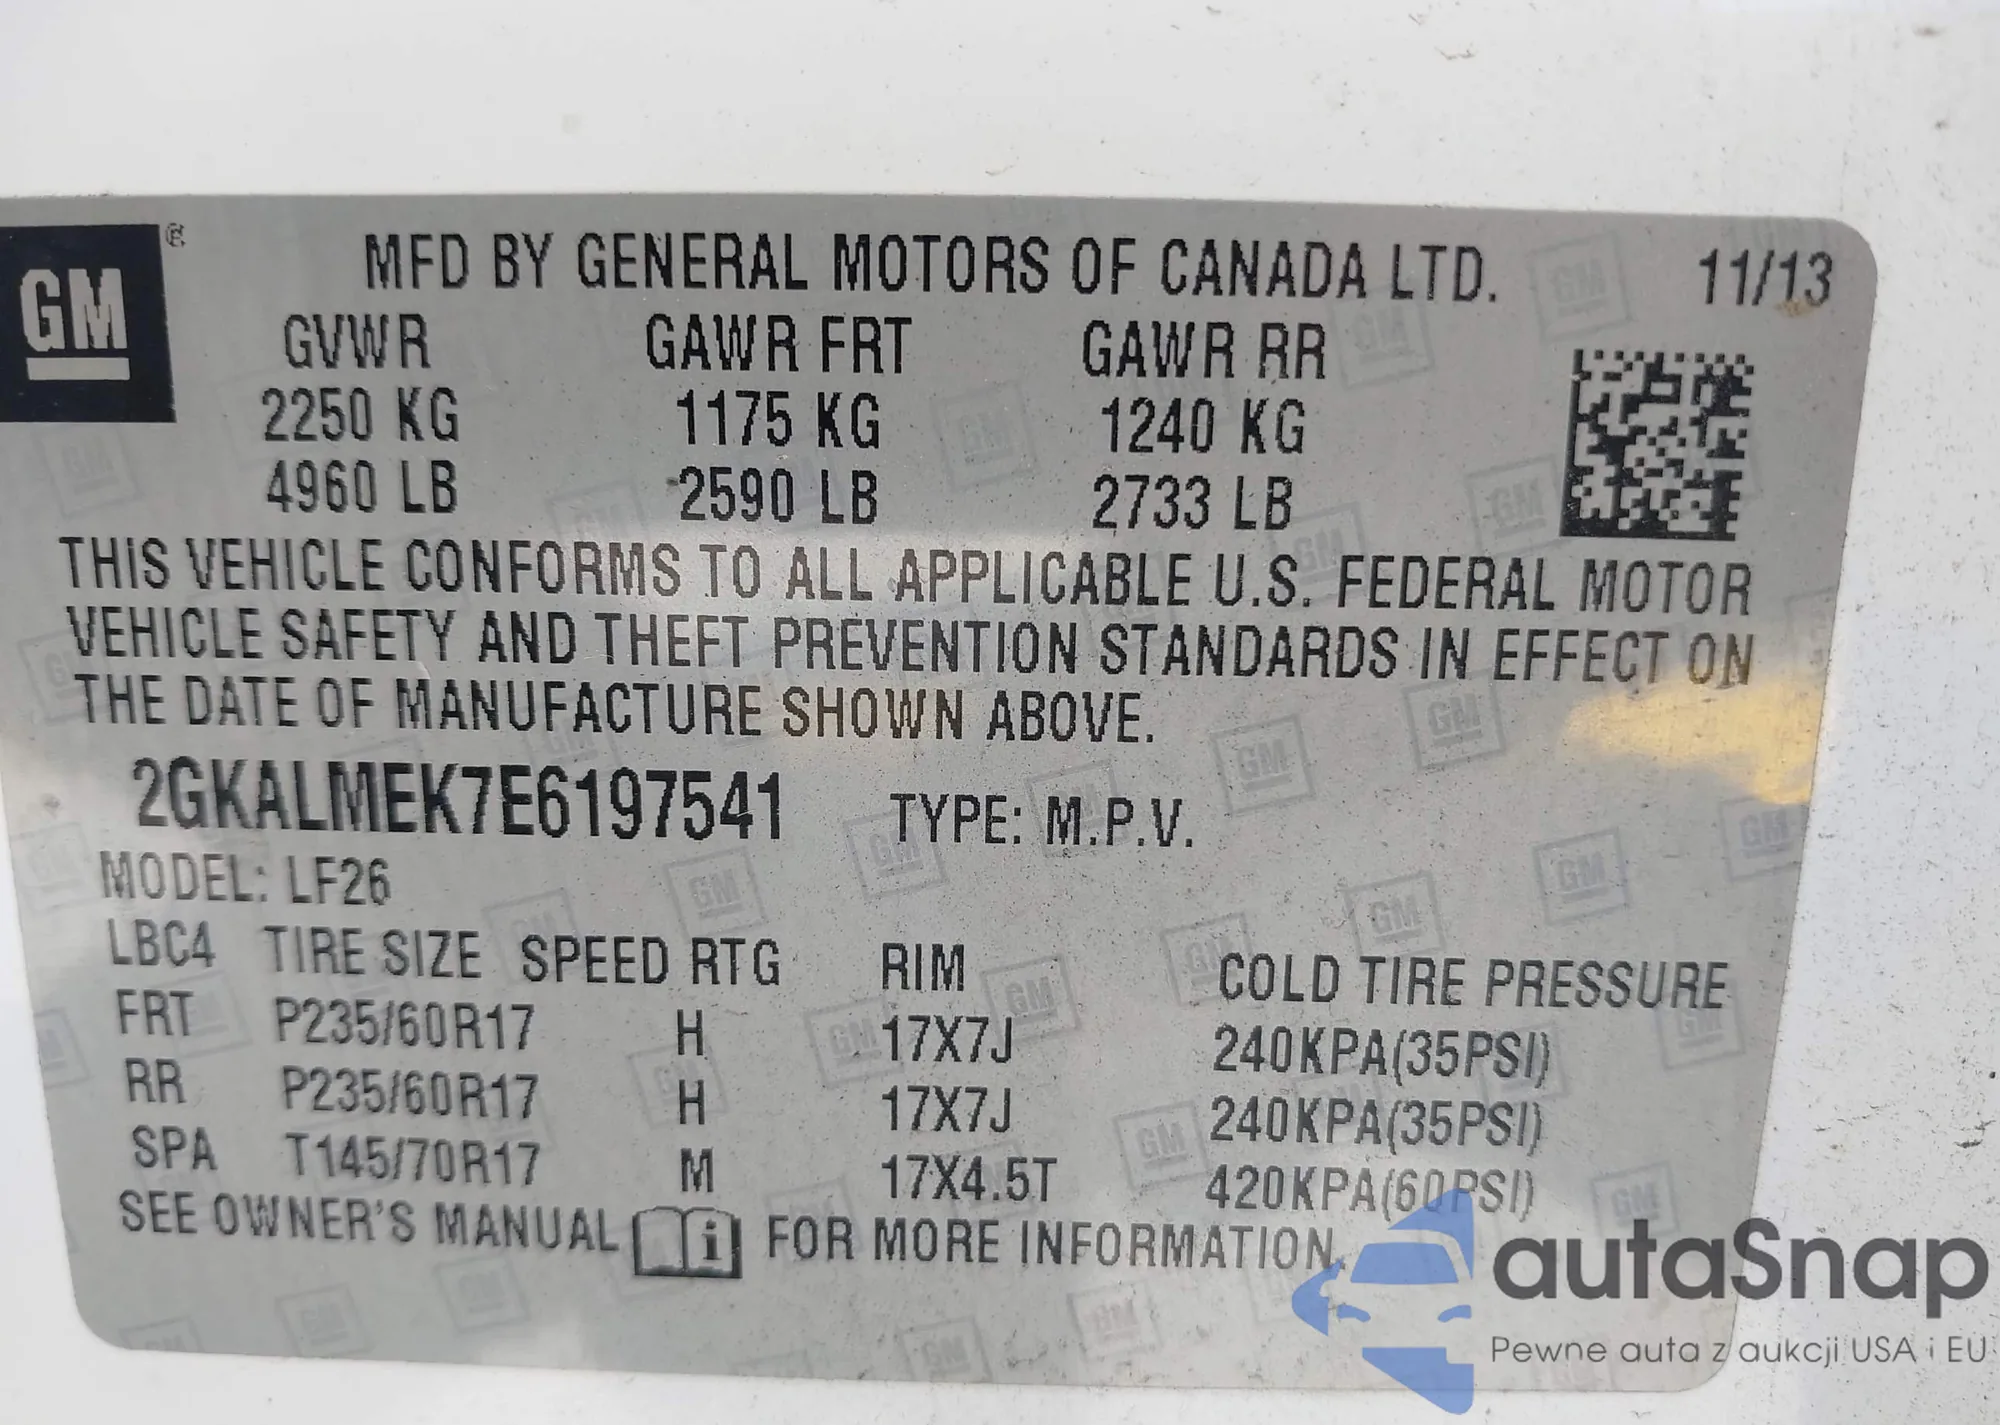 GM ®
MFD BY GENERAL MOTORS OF CANADA LTD. 11/13
GVWR GAWR FRT GAWR RR
2250 KG 1175 KG 1240 KG
4960 LB 2590 LB 2733 LB
THIS VEHICLE CONFORMS TO ALL APPLICABLE U.S. FEDERAL MOTOR
VEHICLE SAFETY AND THEFT PREVENTION STANDARDS IN EFFECT ON
THE DATE OF MANUFACTURE SHOWN ABOVE.
2GKALMEK7E6197541 TYPE: M.P.V.
MODEL: LF26
LBC4 TIRE SIZE SPEED RTG RIM COLD TIRE PRESSURE
FRT P235/60R17 H 17X7J 240KPA(35PSI)
RR P235/60R17 H 17X7J 240KPA(35PSI)
SPA T145/70R17 M 17X4.5T 420KPA(60PSI)
SEE OWNER'S MANUAL i FOR MORE INFORMATION.
autaSnap
Pewne auta z aukcji USA i EU